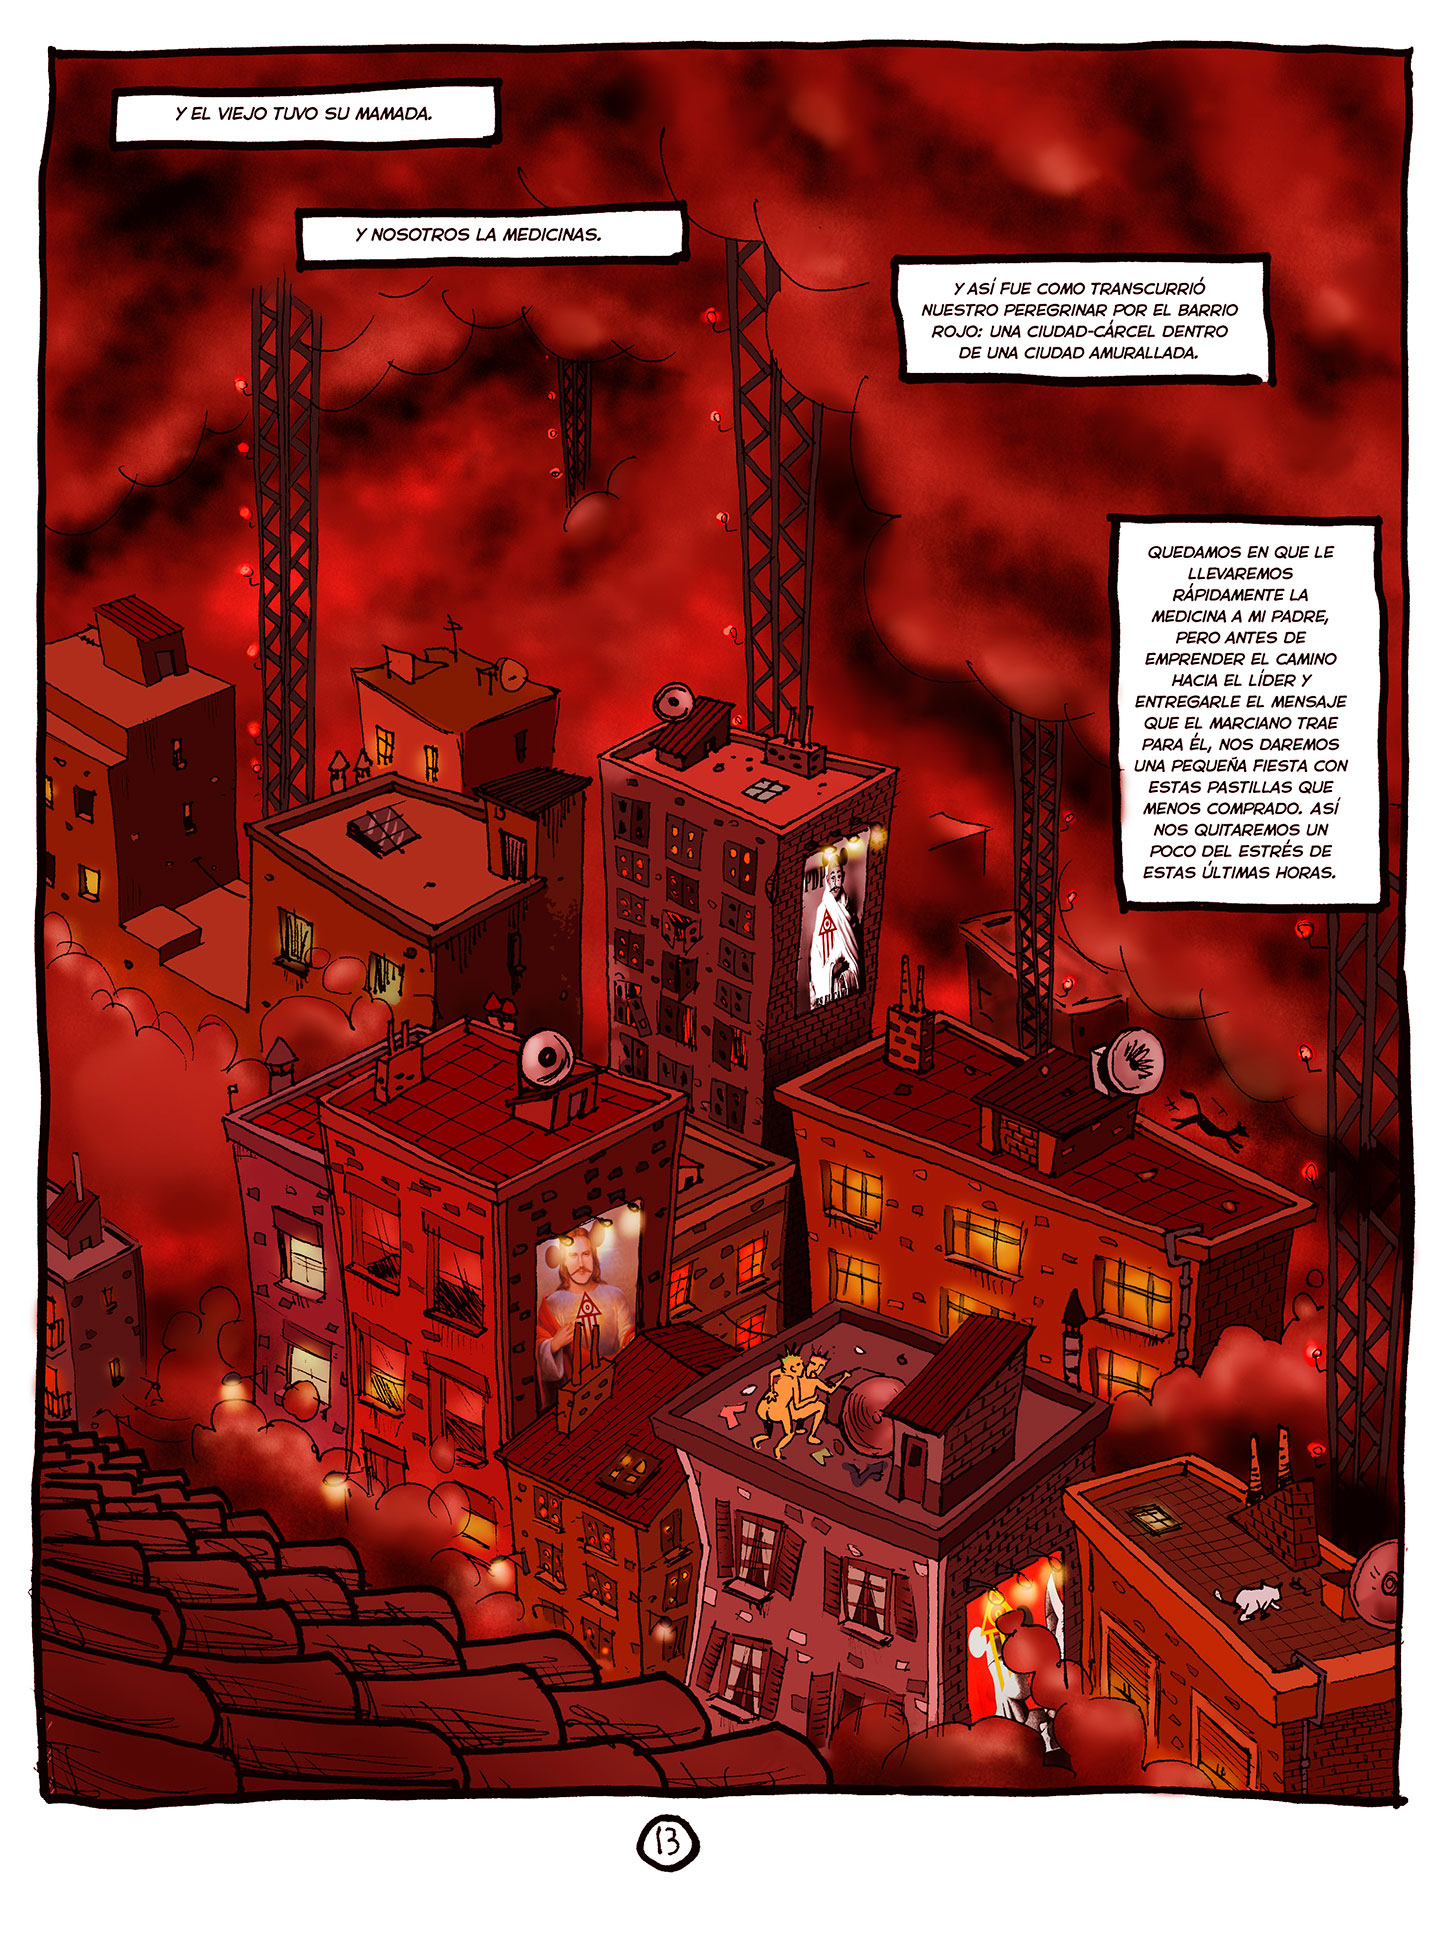 Y EL VIEJO TUVO SU MAMADA.
Y NOSOTROS LA MEDICINAS.
Y ASÍ FUE COMO TRANSCURRIÓ
NUESTRO PEREGRINAR POR EL BARRIO
ROJO: UNA CIUDAD-CÁRCEL DENTRO
DE UNA CIUDAD AMURALLADA.
QUEDAMOS EN QUE LE
LLEVAREMOS
RÁPIDAMENTE LA
MEDICINA A MI PADRE,
PERO ANTES DE
EMPRENDER EL CAMINO
HACIA EL LÍDER Y
ENTREGARLE EL MENSAJE
QUE EL MARCIANO TRAE
PARA ÉL, NOS DAREMOS
UNA PEQUEÑA FIESTA CON
ESTAS PASTILLAS QUE
MENOS COMPRADO. ASÍ
NOS QUITAREMOS UN
POCO DEL ESTRÉS DE
ESTAS ÚLTIMAS HORAS.
13